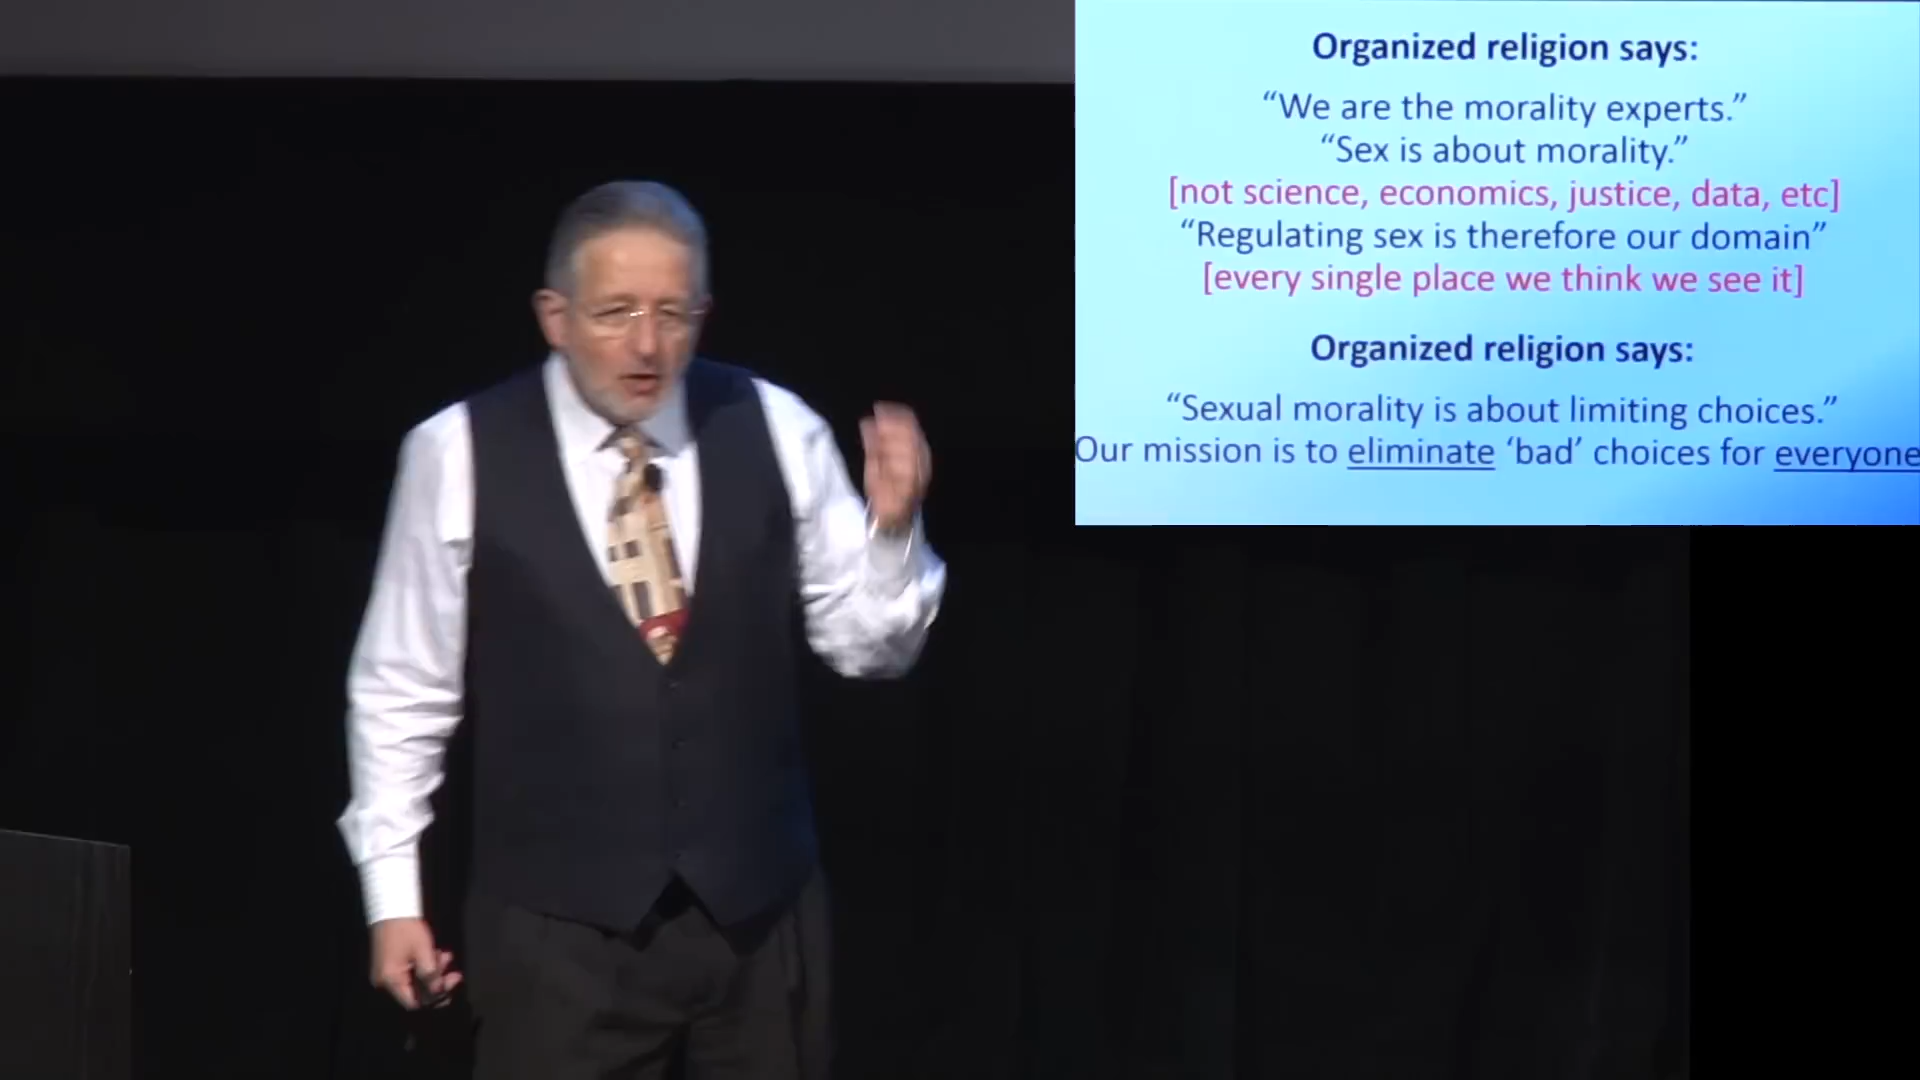 Organized religion says:
“We are the morality experts.”
“Sex is about morality.”
[not science, economics, justice, data, etc]
“Regulating sex is therefore our domain”
[every single place we think we see it]
Organized religion says:
“Sexual morality is about limiting choices.”
Our mission is to eliminate ‘bad’ choices for everyone